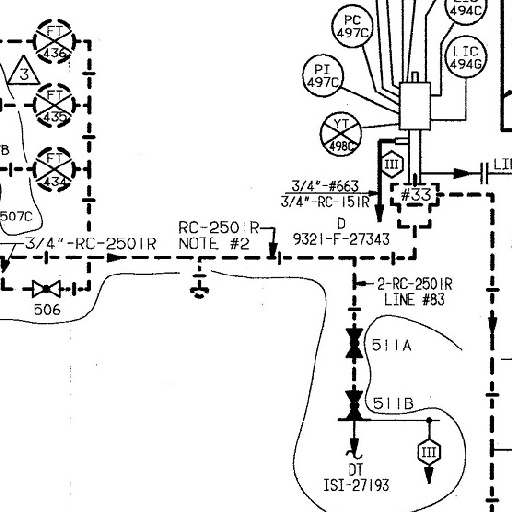 494C
PC
497C
LIC
494G
PI
497C
YT
498C
FT
436
3
FT
435
FT
434
507C
III
3/4"-#663
3/4"-RC-151R
#33
D
9321-F-27343
RC-2501R
NOTE #2
3/4"-RC-2501R
506
2-RC-2501R
LINE #83
511A
511B
III
DT
ISI-27193